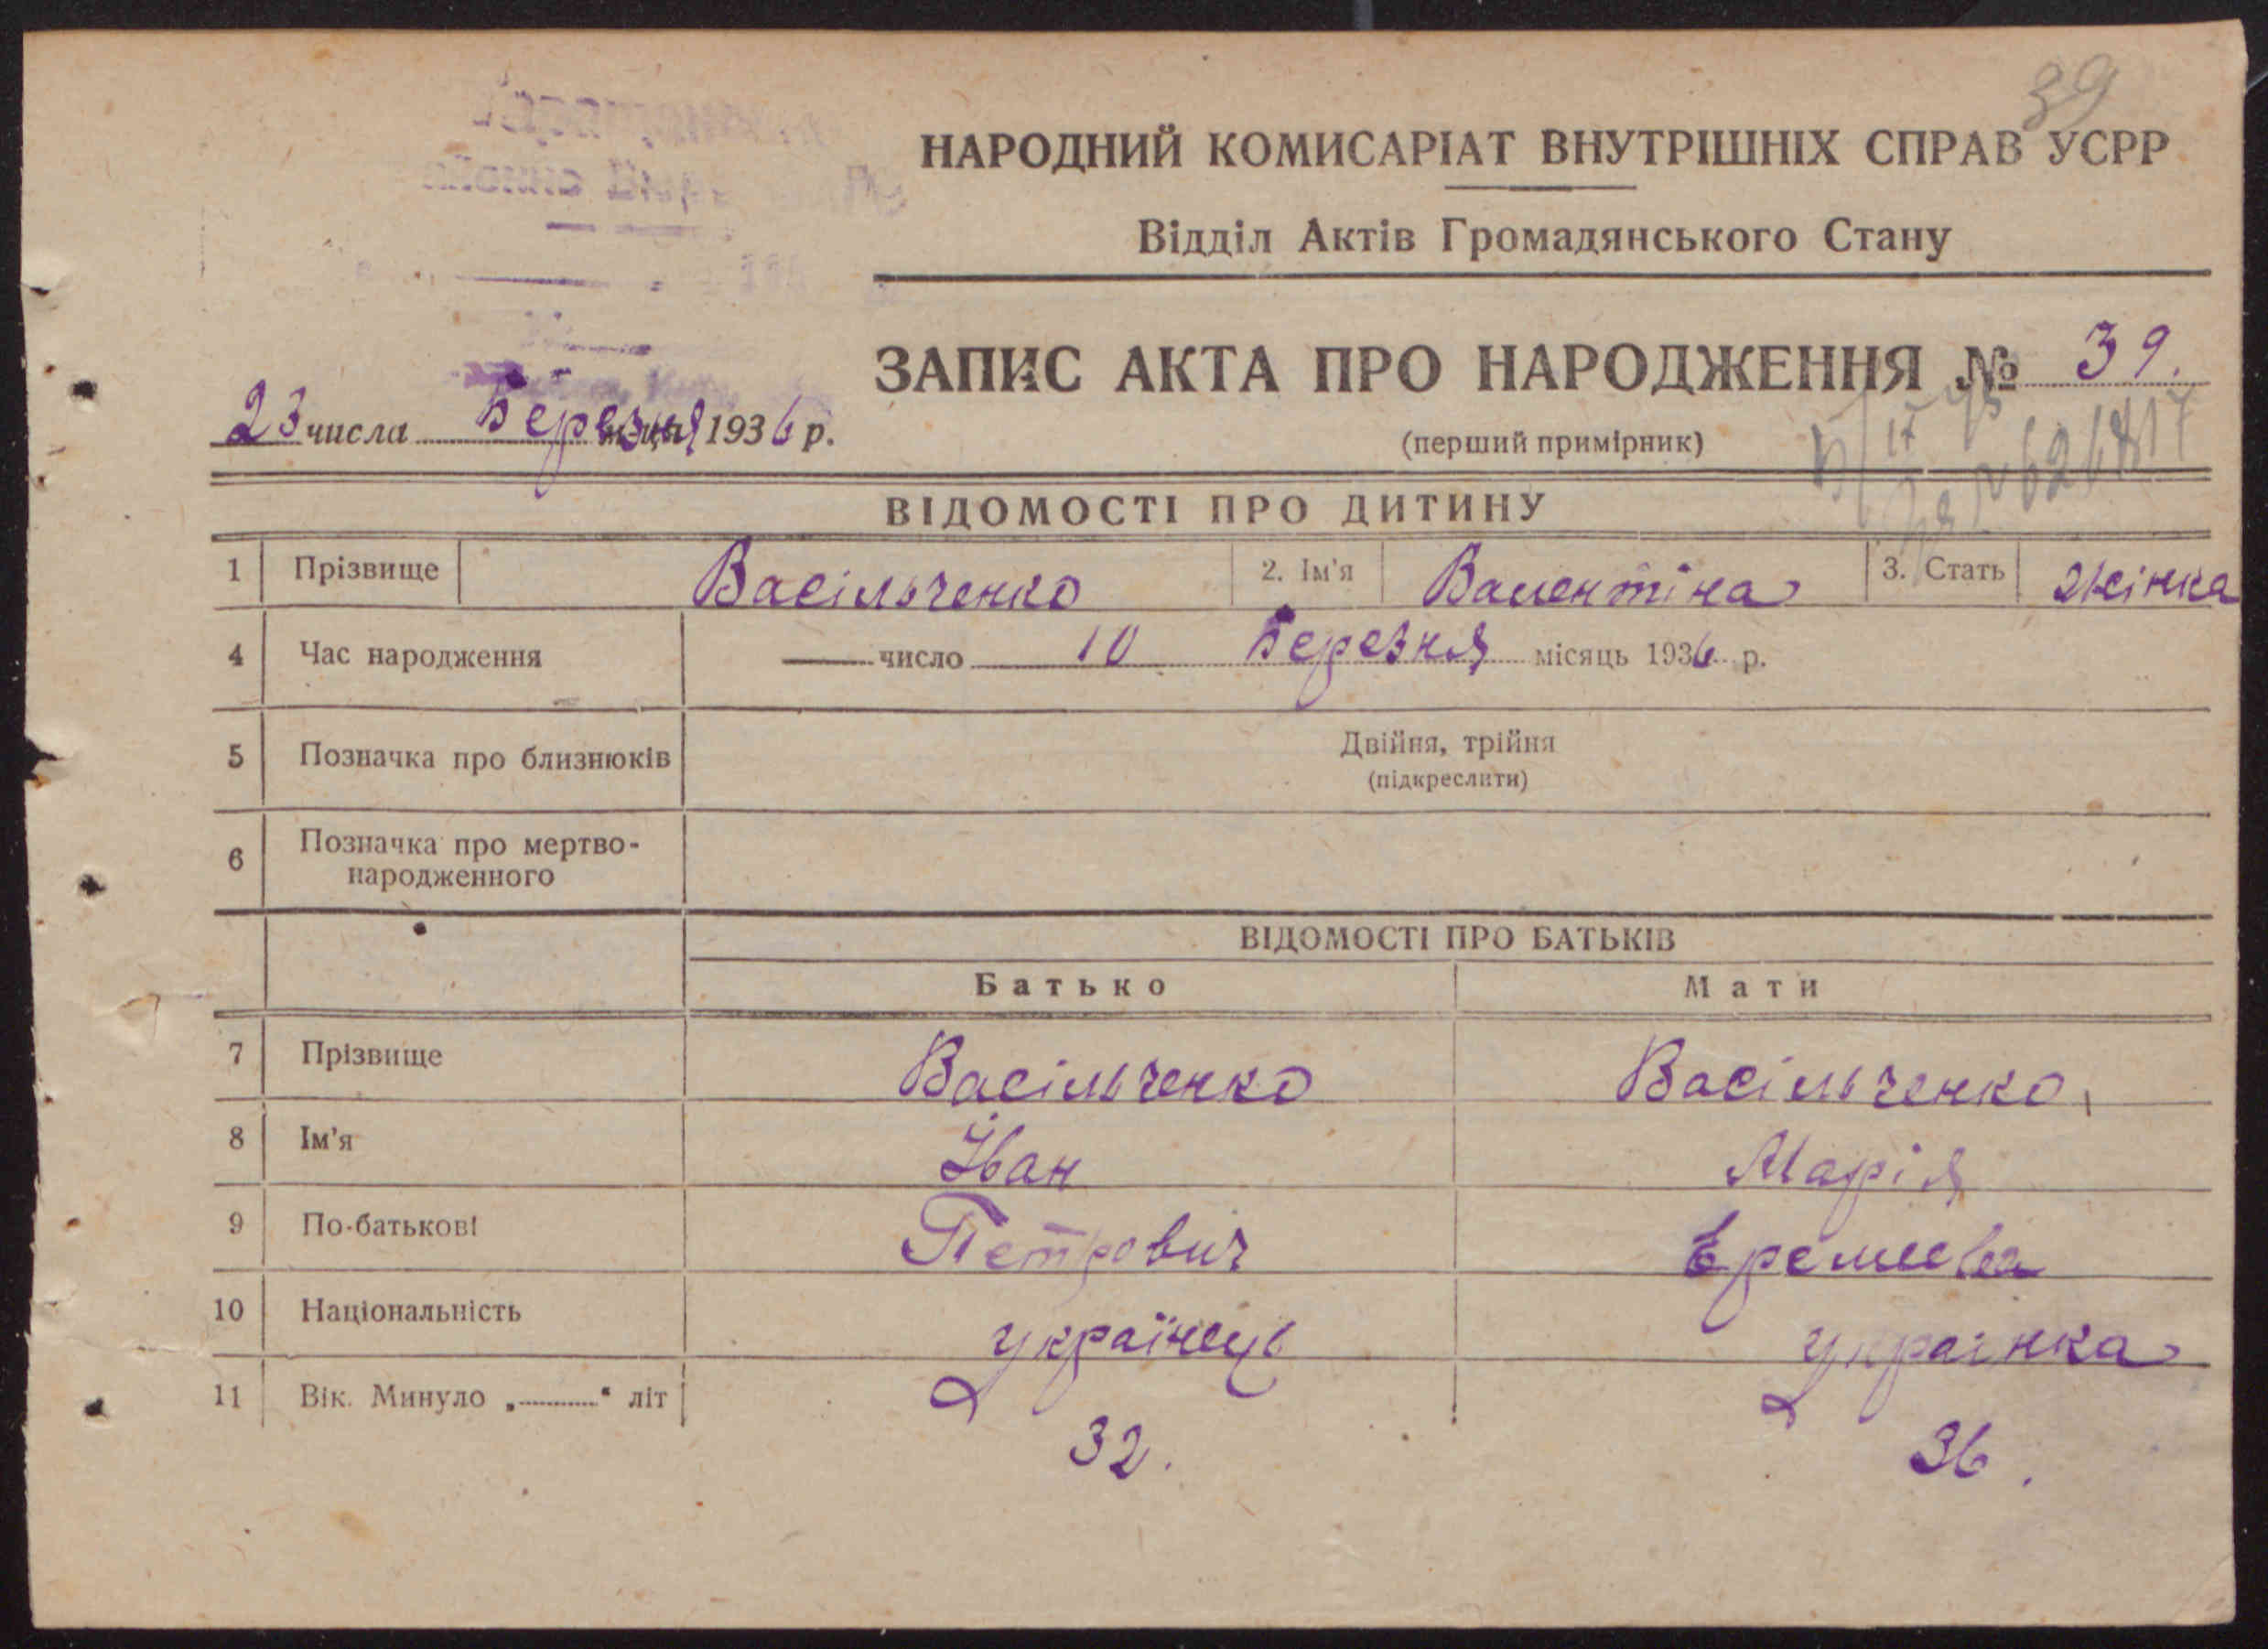 39
НАРОДНИЙ КОМИСАРІАТ ВНУТРІШНІХ СПРАВ УСРР
Відділ Актів Громадянського Стану
ЗАПИС АКТА ПРО НАРОДЖЕННЯ № 39.
23 числа Березня 1936 р.
(перший примірник)
ВІДОМОСТІ ПРО ДИТИНУ
1 Прізвище Васільченко 2. Ім'я Валентіна 3. Стать жінка
4 Час народження число 10 Березня місяць 1936 р.
5 Позначка про близнюків Двійня, трійня
(підкреслити)
6 Позначка про мертво-
народженного
ВІДОМОСТІ ПРО БАТЬКІВ
Батько Мати
7 Прізвище Васільченко Васільченко
8 Ім'я Іван Марія
9 По-батькові Петрович Еремеева
10 Національність українець украінка
11 Вік. Минуло „ “ літ
32. 36.